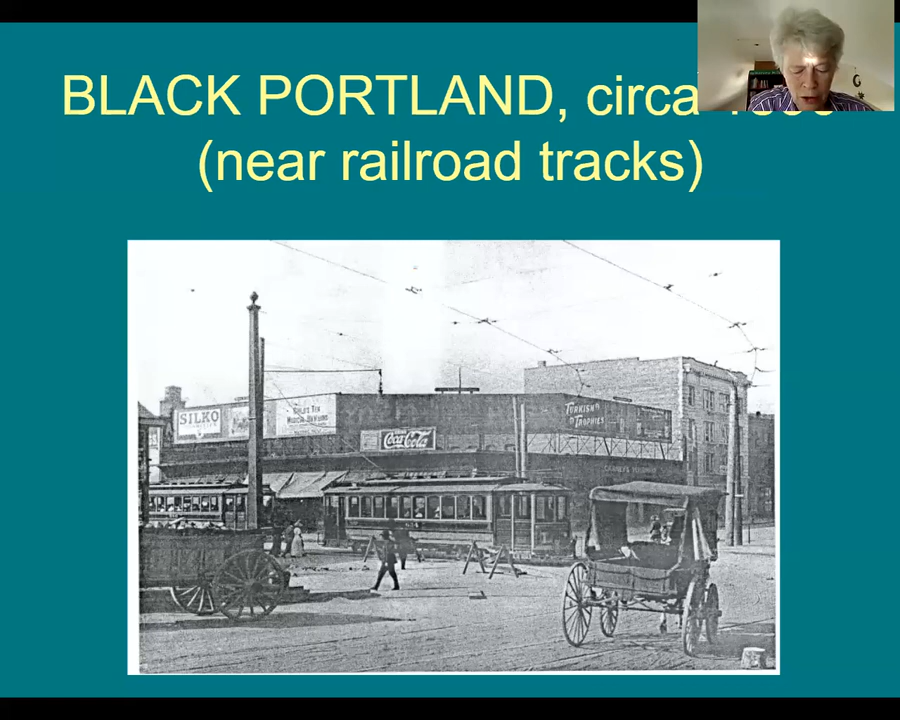 BLACK PORTLAND, circa
(near railroad tracks)
SILKO
Coca-Cola
TURKISH
TROPHIES